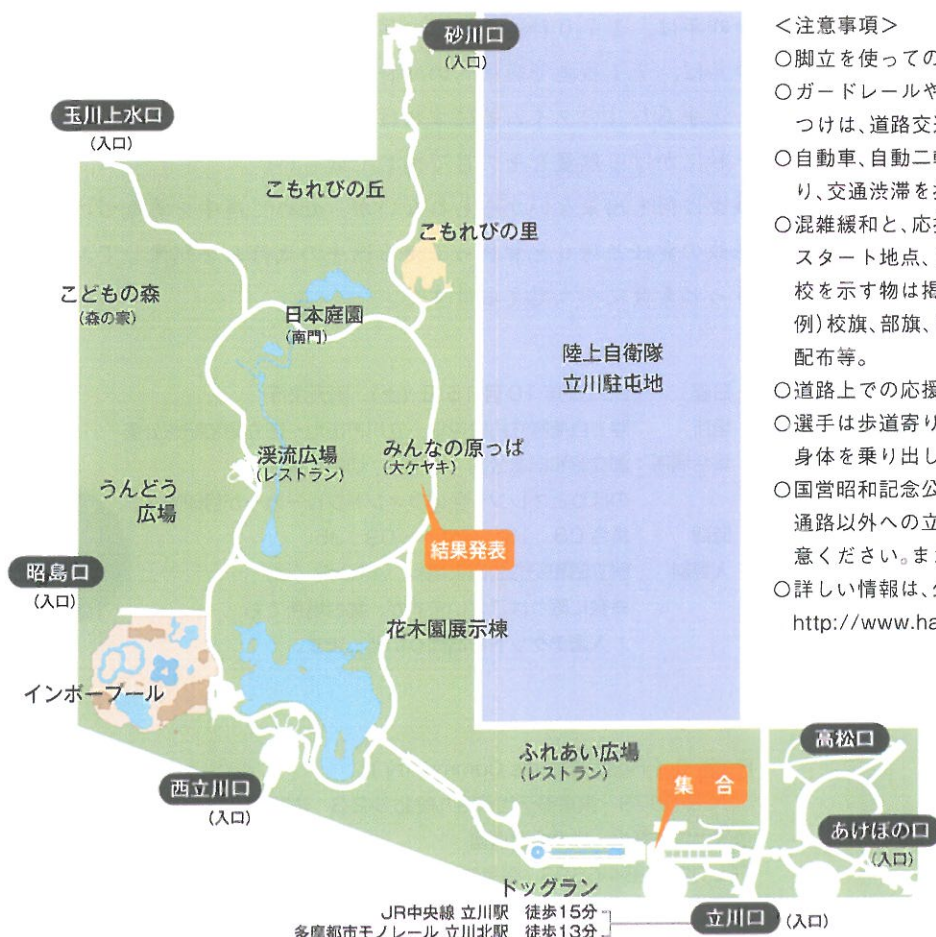 砂川口
(入口)
玉川上水口
(入口)
こもれびの丘
こもれびの里
こどもの森
(森の家)
日本庭園
(南門)
陸上自衛隊
立川駐屯地
渓流広場
(レストラン)
みんなの原っぱ
(大ケヤキ)
うんどう
広場
結果発表
昭島口
(入口)
花木園展示棟
インボープール
西立川口
(入口)
ふれあい広場
(レストラン)
高松口
集 合
あけぼの口
(入口)
ドッグラン
JR中央線 立川駅 徒歩15分
多摩都市モノレール 立川北駅 徒歩13分
立川口 (入口)
<注意事項>
○脚立を使っての
○ガードレールや
つけは、道路交
○自動車、自動二
り、交通渋滞を
○混雑緩和と、応
スタート地点、
校を示す物は掲
例)校旗、部旗、
配布等。
○道路上での応援
○選手は歩道寄り
身体を乗り出し
○国営昭和記念公
通路以外への立
意ください。ま
○詳しい情報は、
http://www.ha